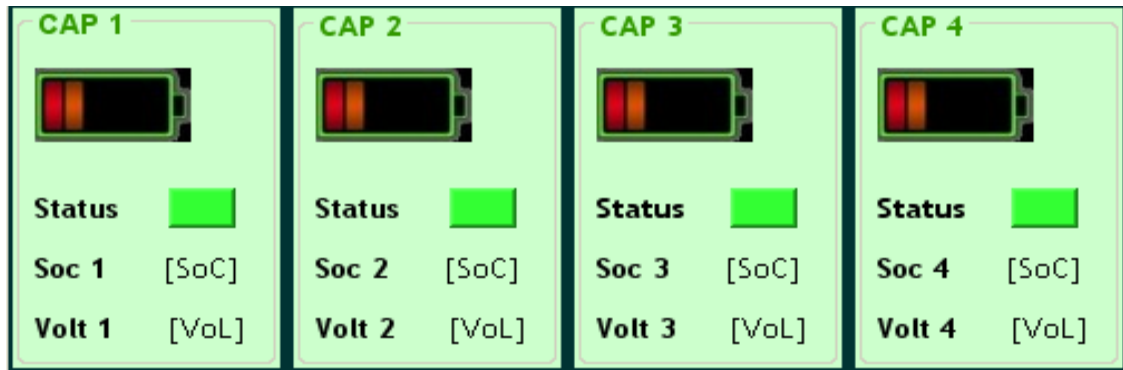 CAP 1
Status
Soc 1 [SoC]
Volt 1 [VoL]
CAP 2
Status
Soc 2 [SoC]
Volt 2 [VoL]
CAP 3
Status
Soc 3 [SoC]
Volt 3 [VoL]
CAP 4
Status
Soc 4 [SoC]
Volt 4 [VoL]